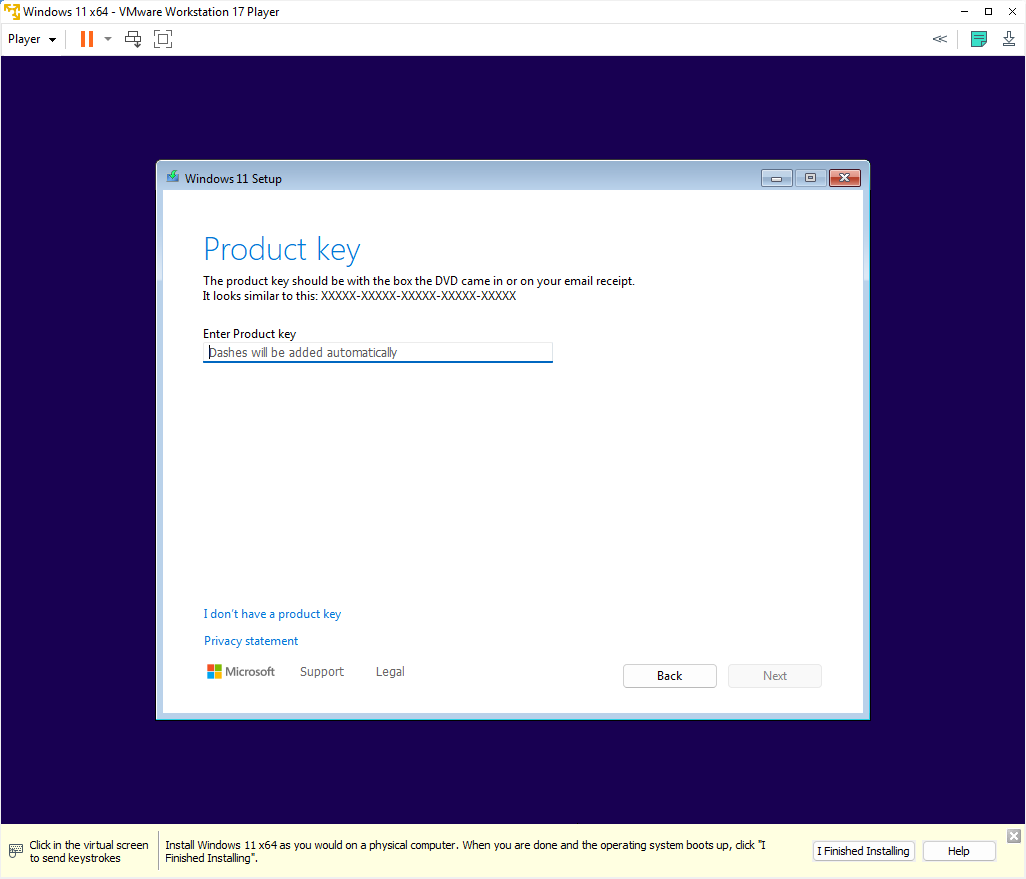 Windows 11 x64 - VMware Workstation 17 Player
Player
Windows 11 Setup
Product key
The product key should be with the box the DVD came in or on your email receipt.
It looks similar to this: XXXXX-XXXXX-XXXXX-XXXXX-XXXXX
Enter Product key
Dashes will be added automatically
I don't have a product key
Privacy statement
Microsoft Support Legal
Back Next
Click in the virtual screen
to send keystrokes
Install Windows 11 x64 as you would on a physical computer. When you are done and the operating system boots up, click "I
Finished Installing".
I Finished Installing Help